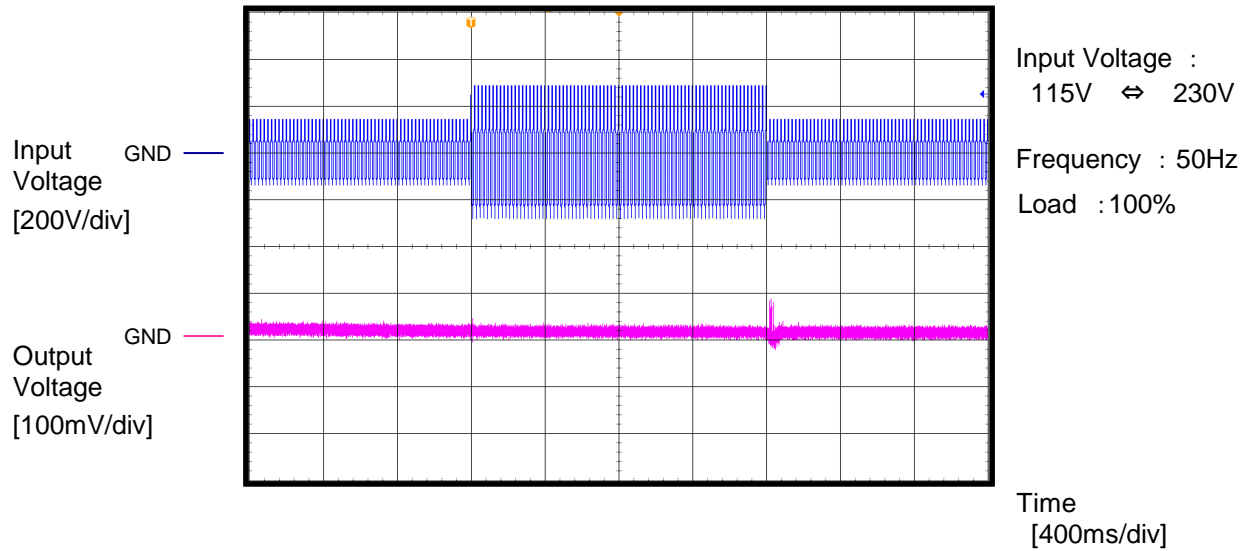 T
Input Voltage :
115V ⇔ 230V
Input GND
Voltage
[200V/div]
Frequency : 50Hz
Load :100%
GND
Output
Voltage
[100mV/div]
Time
[400ms/div]